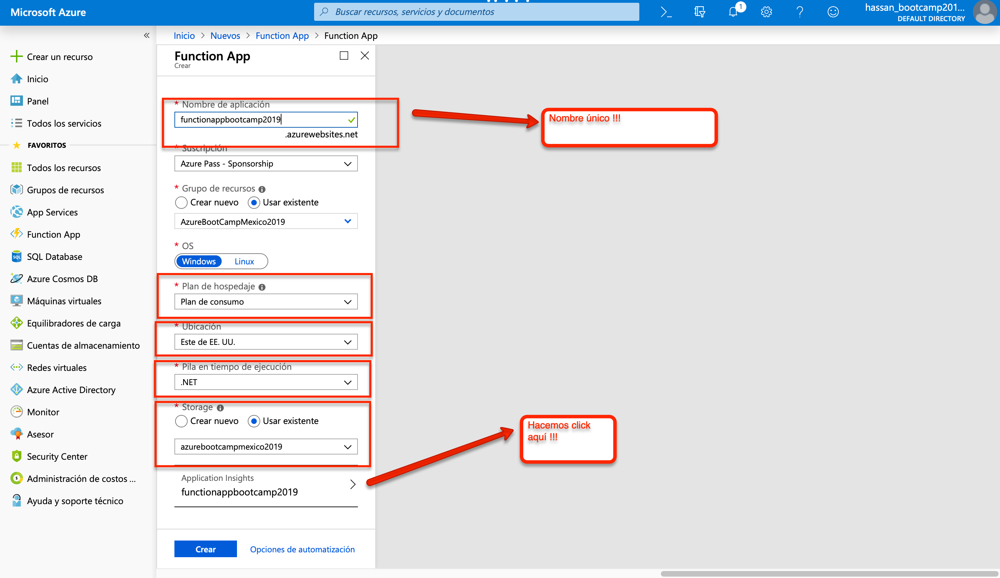 Microsoft Azure
Buscar recursos, servicios y documentos
1
hassan_bootcamp201...
DEFAULT DIRECTORY
Inicio > Nuevos > Function App > Function App
Crear un recurso
Inicio
Panel
Todos los servicios
FAVORITOS
Todos los recursos
Grupos de recursos
App Services
Function App
SQL Database
Azure Cosmos DB
Máquinas virtuales
Equilibradores de carga
Cuentas de almacenamiento
Redes virtuales
Azure Active Directory
Monitor
Asesor
Security Center
Administración de costos ...
Ayuda y soporte técnico
Function App
Crear
* Nombre de aplicación
functionappbootcamp2019
.azurewebsites.net
* Suscripción
Azure Pass - Sponsorship
* Grupo de recursos
Crear nuevo Usar existente
AzureBootCampMexico2019
* OS
Windows Linux
* Plan de hospedaje
Plan de consumo
* Ubicación
Este de EE. UU.
* Pila en tiempo de ejecución
.NET
* Storage
Crear nuevo Usar existente
azurebootcampmexico2019
Application Insights
functionappbootcamp2019
Crear Opciones de automatización
Nombre único !!!
Hacemos click
aquí !!!